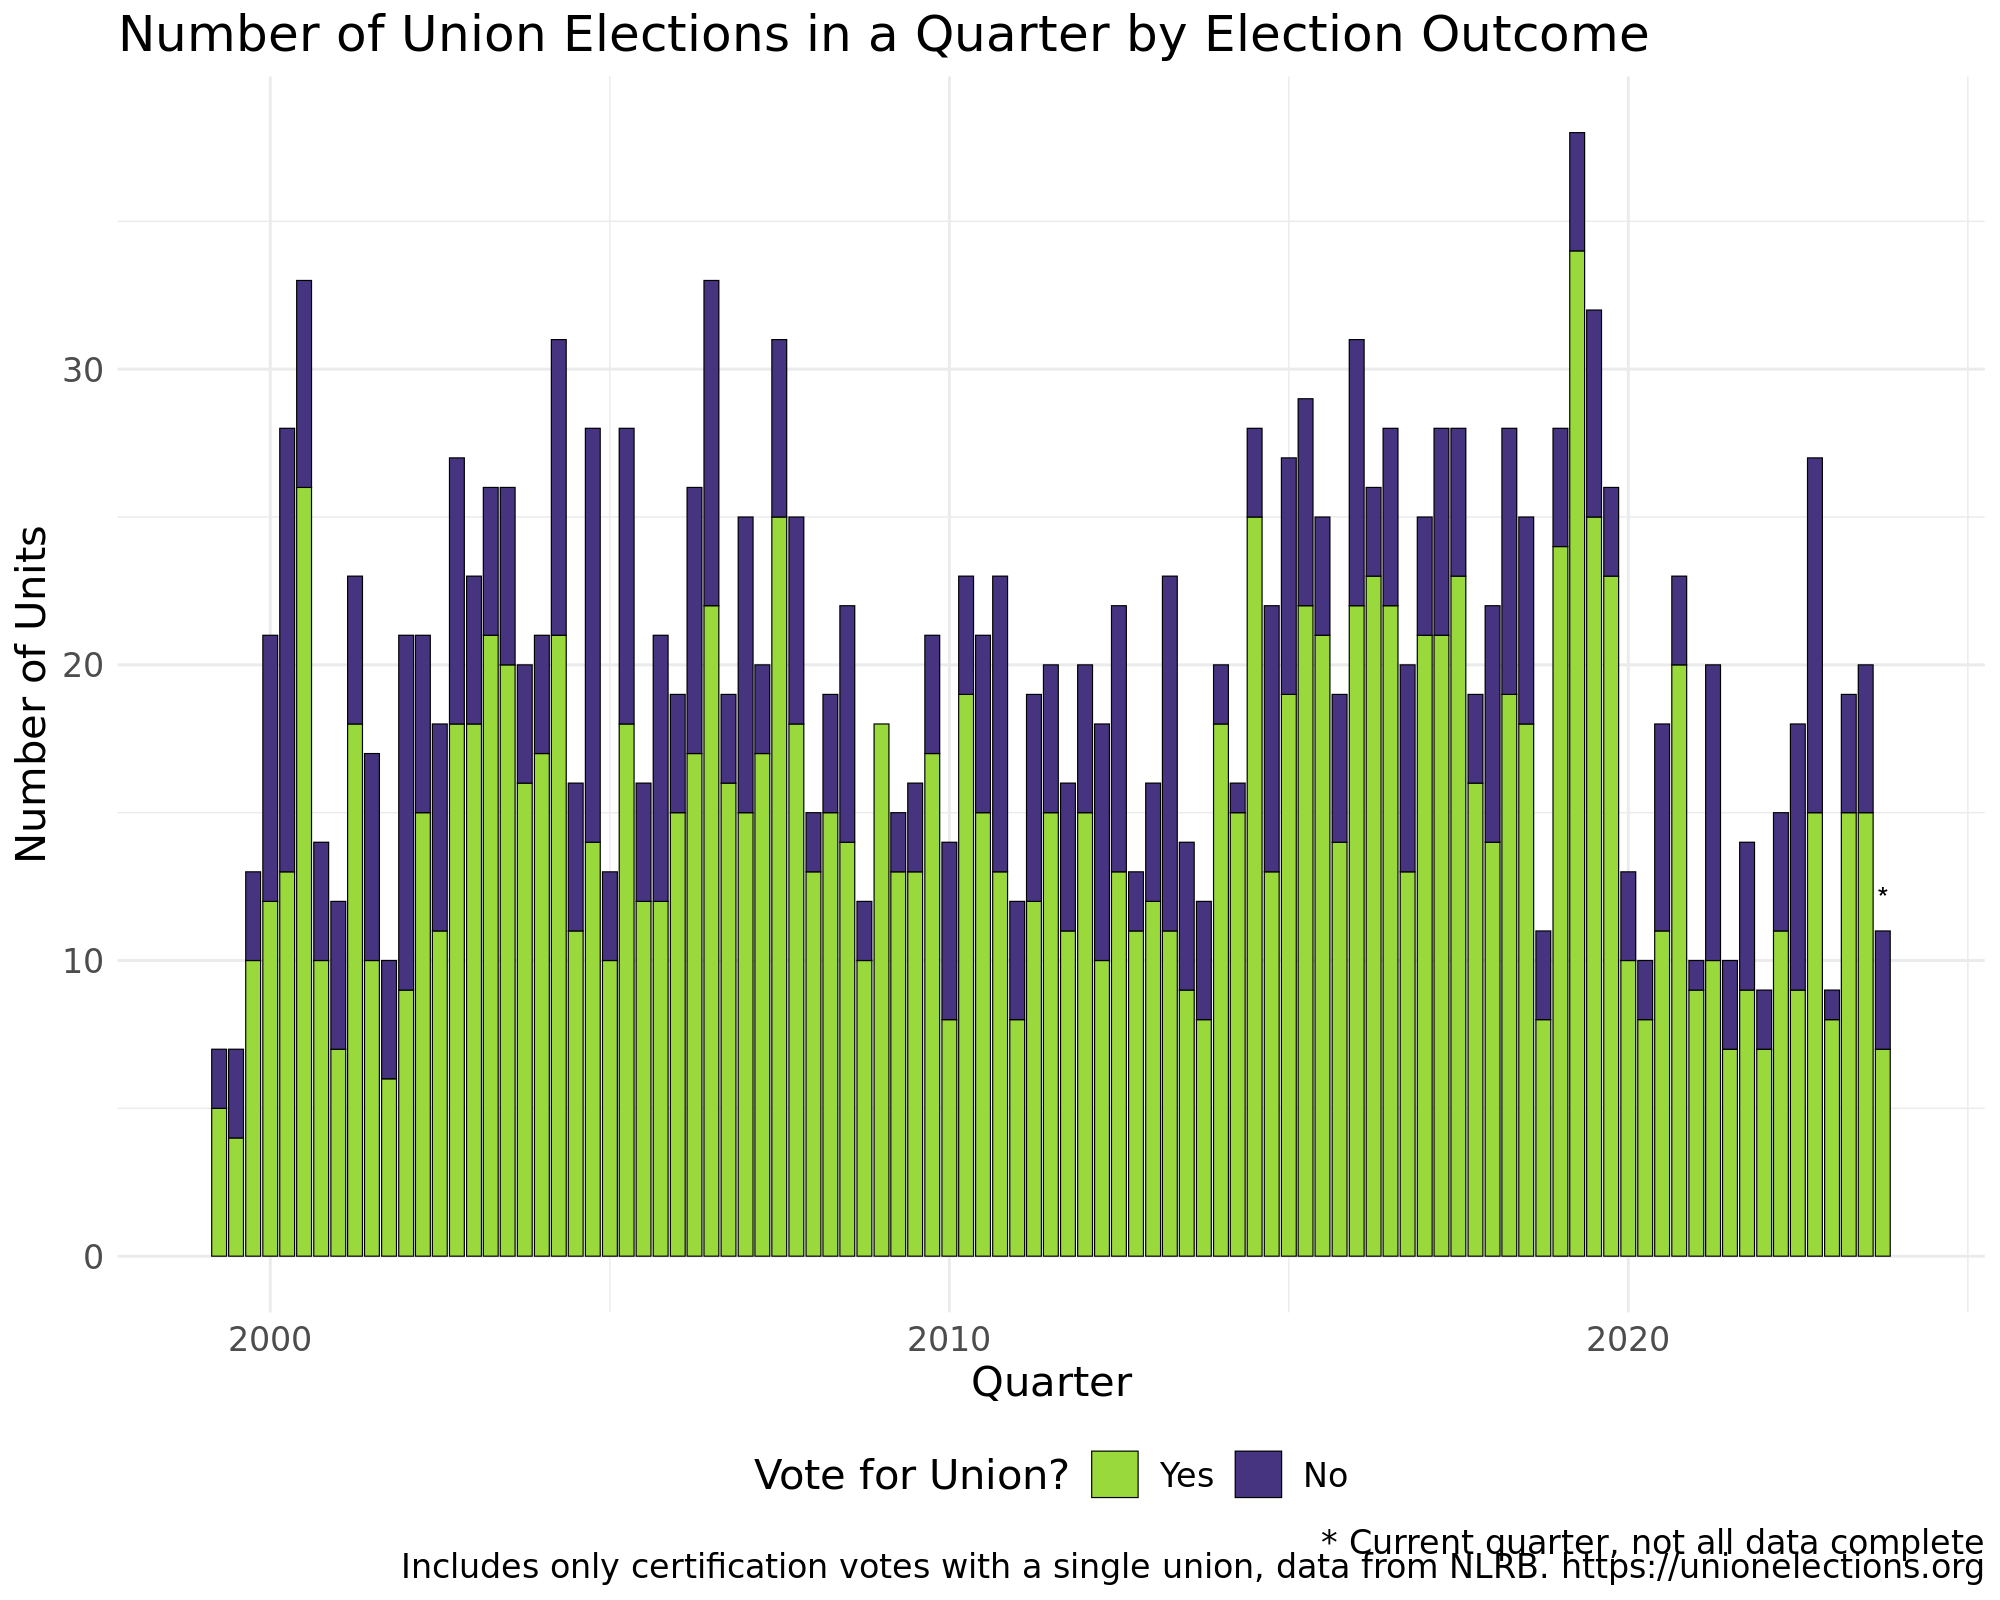 Number of Union Elections in a Quarter by Election Outcome
Number of Units
30
20
10
0
*
2000 2010 2020
Quarter
Vote for Union? Yes No
* Current quarter, not all data complete
Includes only certification votes with a single union, data from NLRB. https://unionelections.org